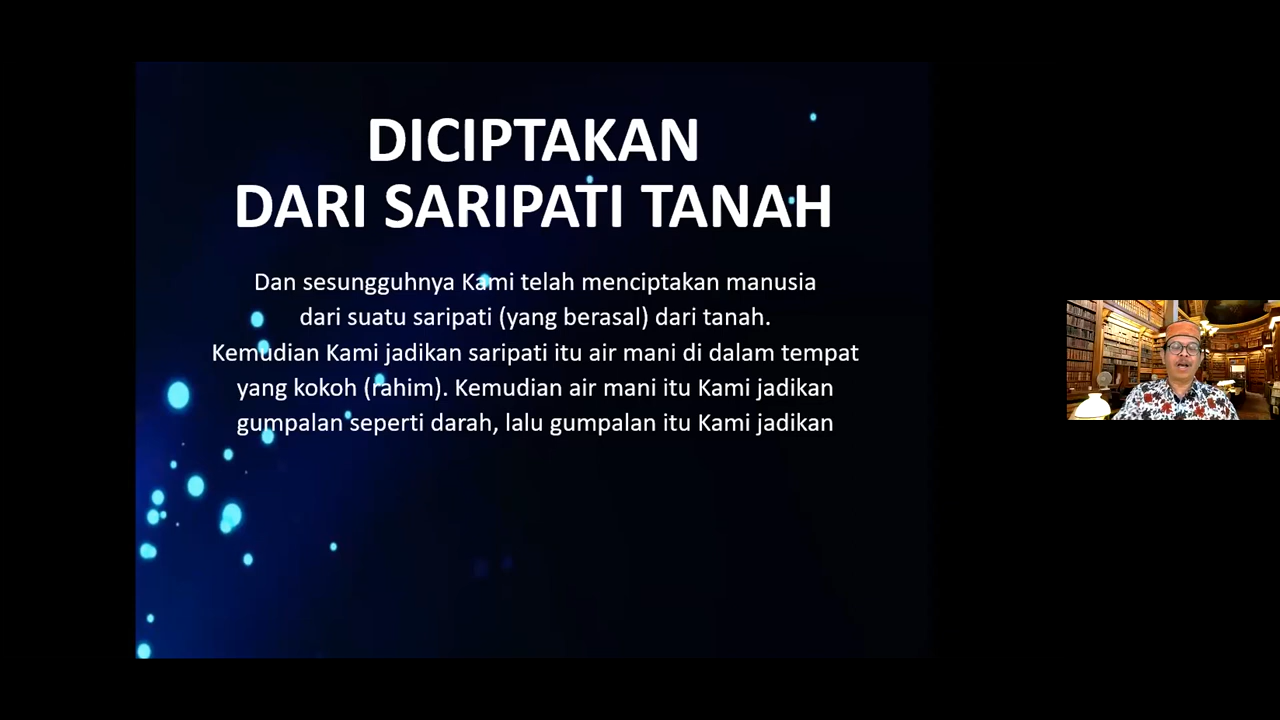 DICIPTAKAN
DARI SARIPATI TANAH
Dan sesungguhnya Kami telah menciptakan manusia
dari suatu saripati (yang berasal) dari tanah.
Kemudian Kami jadikan saripati itu air mani di dalam tempat
yang kokoh (rahim). Kemudian air mani itu Kami jadikan
gumpalan seperti darah, lalu gumpalan itu Kami jadikan